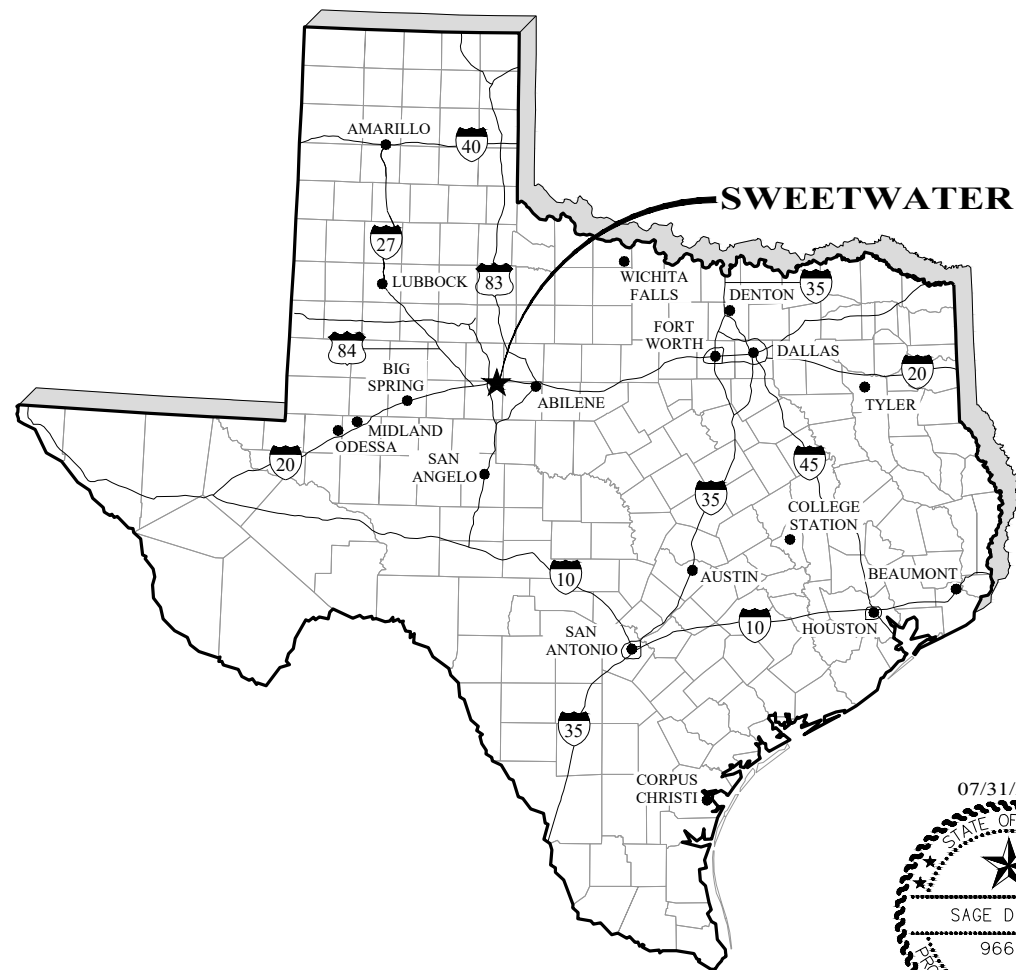 AMARILLO
40
SWEETWATER
27
LUBBOCK
83
WICHITA
FALLS
35
DENTON
FORT
WORTH
DALLAS
84
BIG
SPRING
20
ABILENE
TYLER
MIDLAND
ODESSA
20
SAN
ANGELO
45
35
COLLEGE
STATION
10
AUSTIN
BEAUMONT
SAN
ANTONIO
10
HOUSTON
35
CORPUS
CHRISTI
07/31/
STATE OF
SAGE D
966